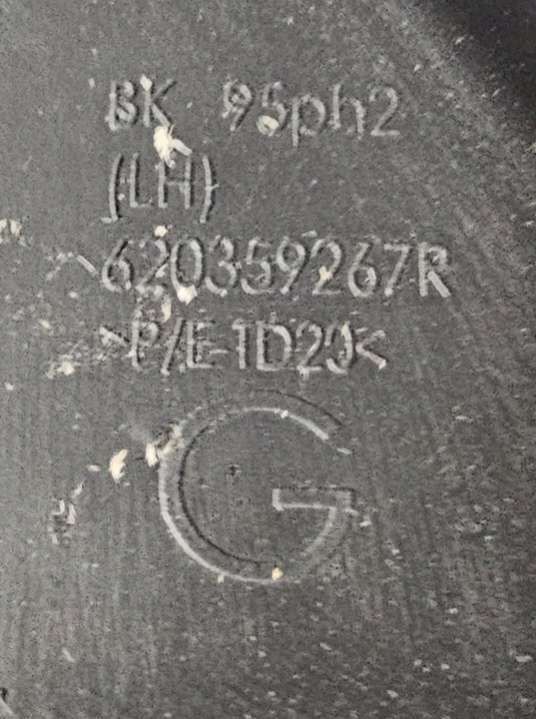 BK 95ph2
(LH)
620359267R
>P/E-TD20<
G